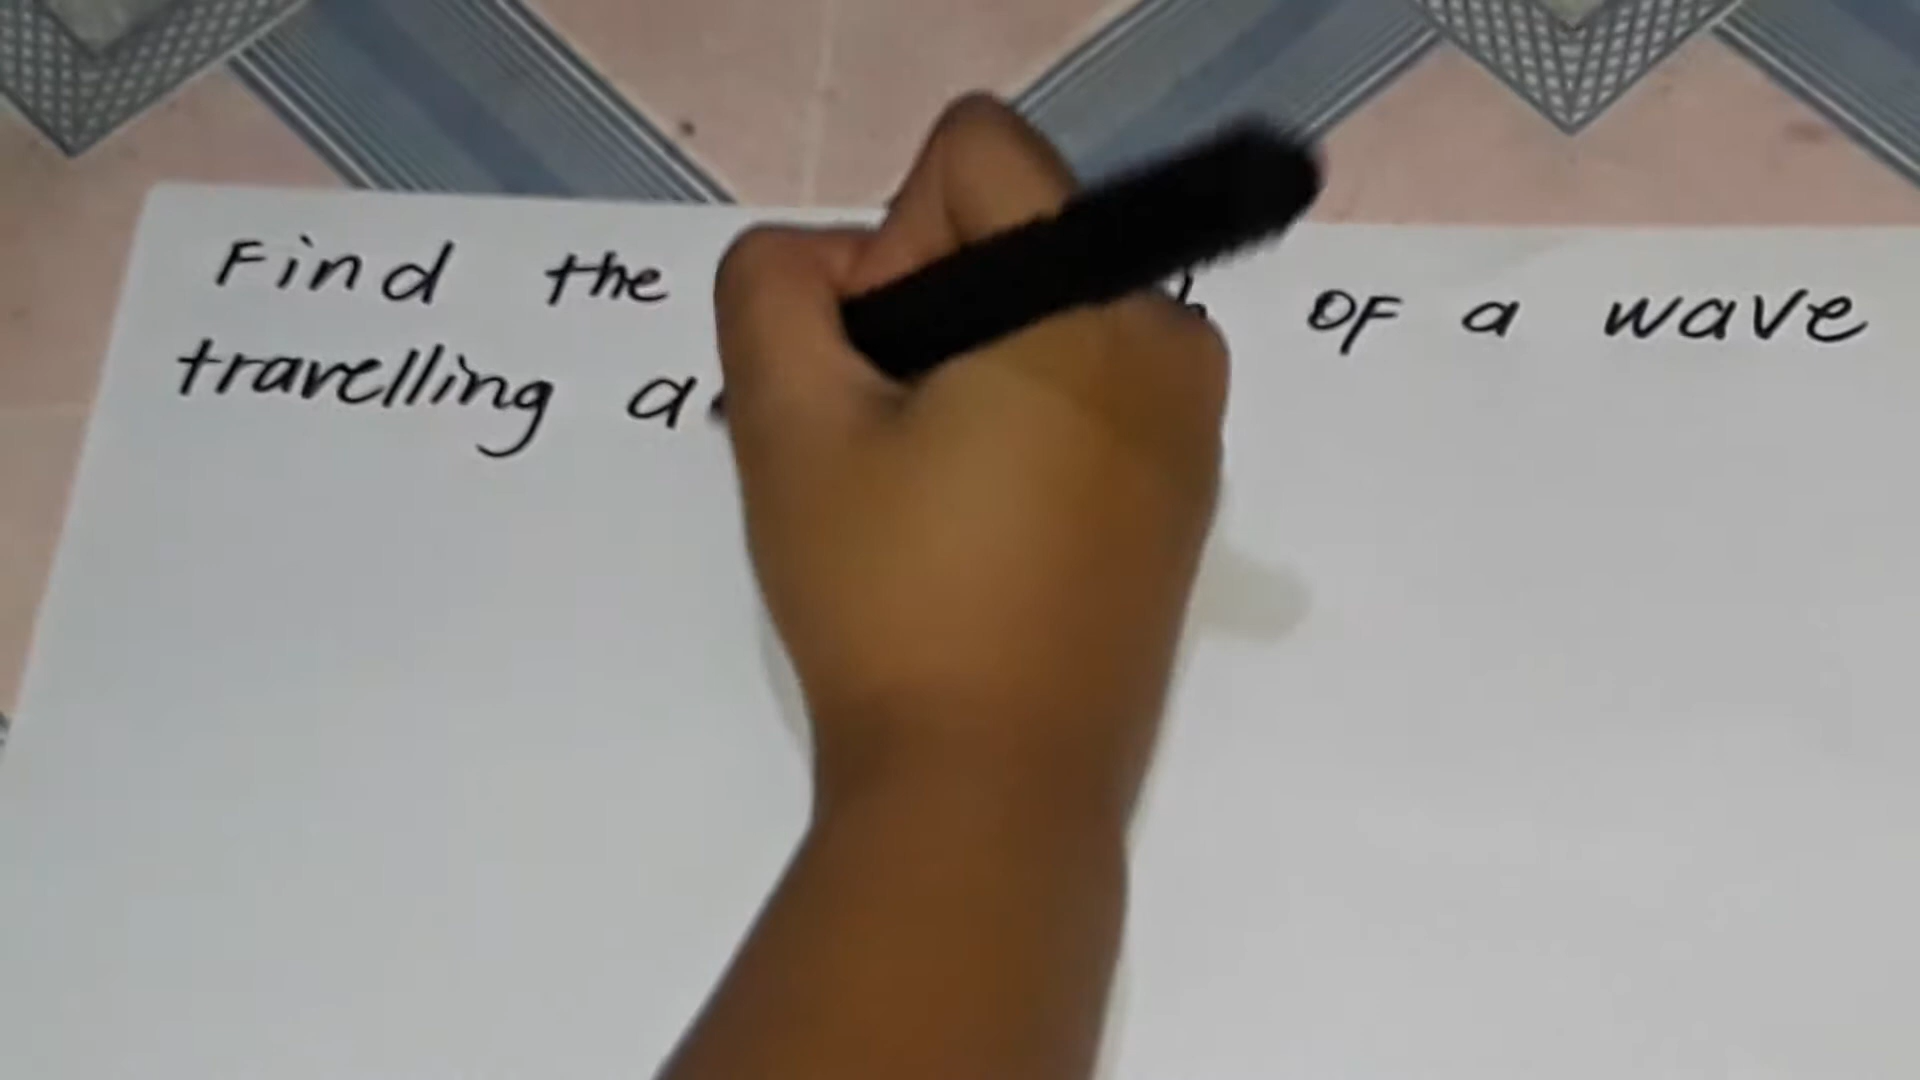 Find the of a wave
travelling a